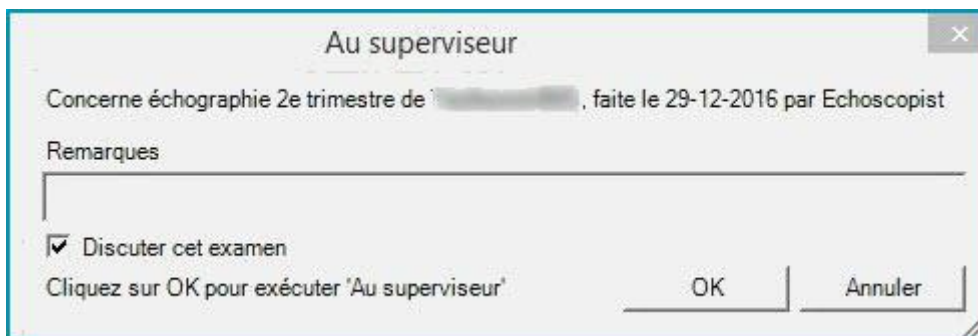 Au superviseur
Concerne échographie 2e trimestre de , faite le 29-12-2016 par Echoscopist
Remarques
Discuter cet examen
Cliquez sur OK pour exécuter 'Au superviseur'
OK
Annuler